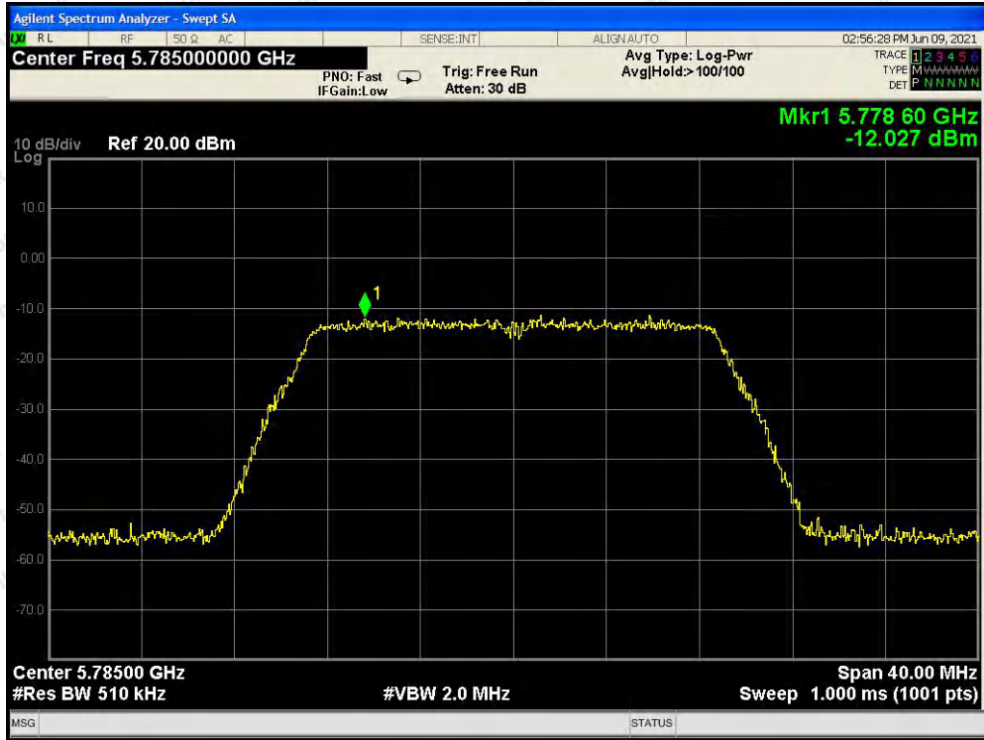 Agilent Spectrum Analyzer - Swept SA
LXI RL RF 50 Ω AC SENSE:INT ALIGN AUTO 02:56:28 PM Jun 09, 2021
Center Freq 5.785000000 GHz
PNO: Fast Trig: Free Run Avg Type: Log-Pwr TRACE 1 2 3 4 5 6
IFGain:Low Atten: 30 dB Avg|Hold:> 100/100 TYPE M WWWWW
DET P N N N N N
Mkr1 5.778 60 GHz
-12.027 dBm
10 dB/div Ref 20.00 dBm
Log
1
10.0
0.00
-10.0
-20.0
-30.0
-40.0
-50.0
-60.0
-70.0
Center 5.78500 GHz Span 40.00 MHz
#Res BW 510 kHz #VBW 2.0 MHz Sweep 1.000 ms (1001 pts)
MSG STATUS